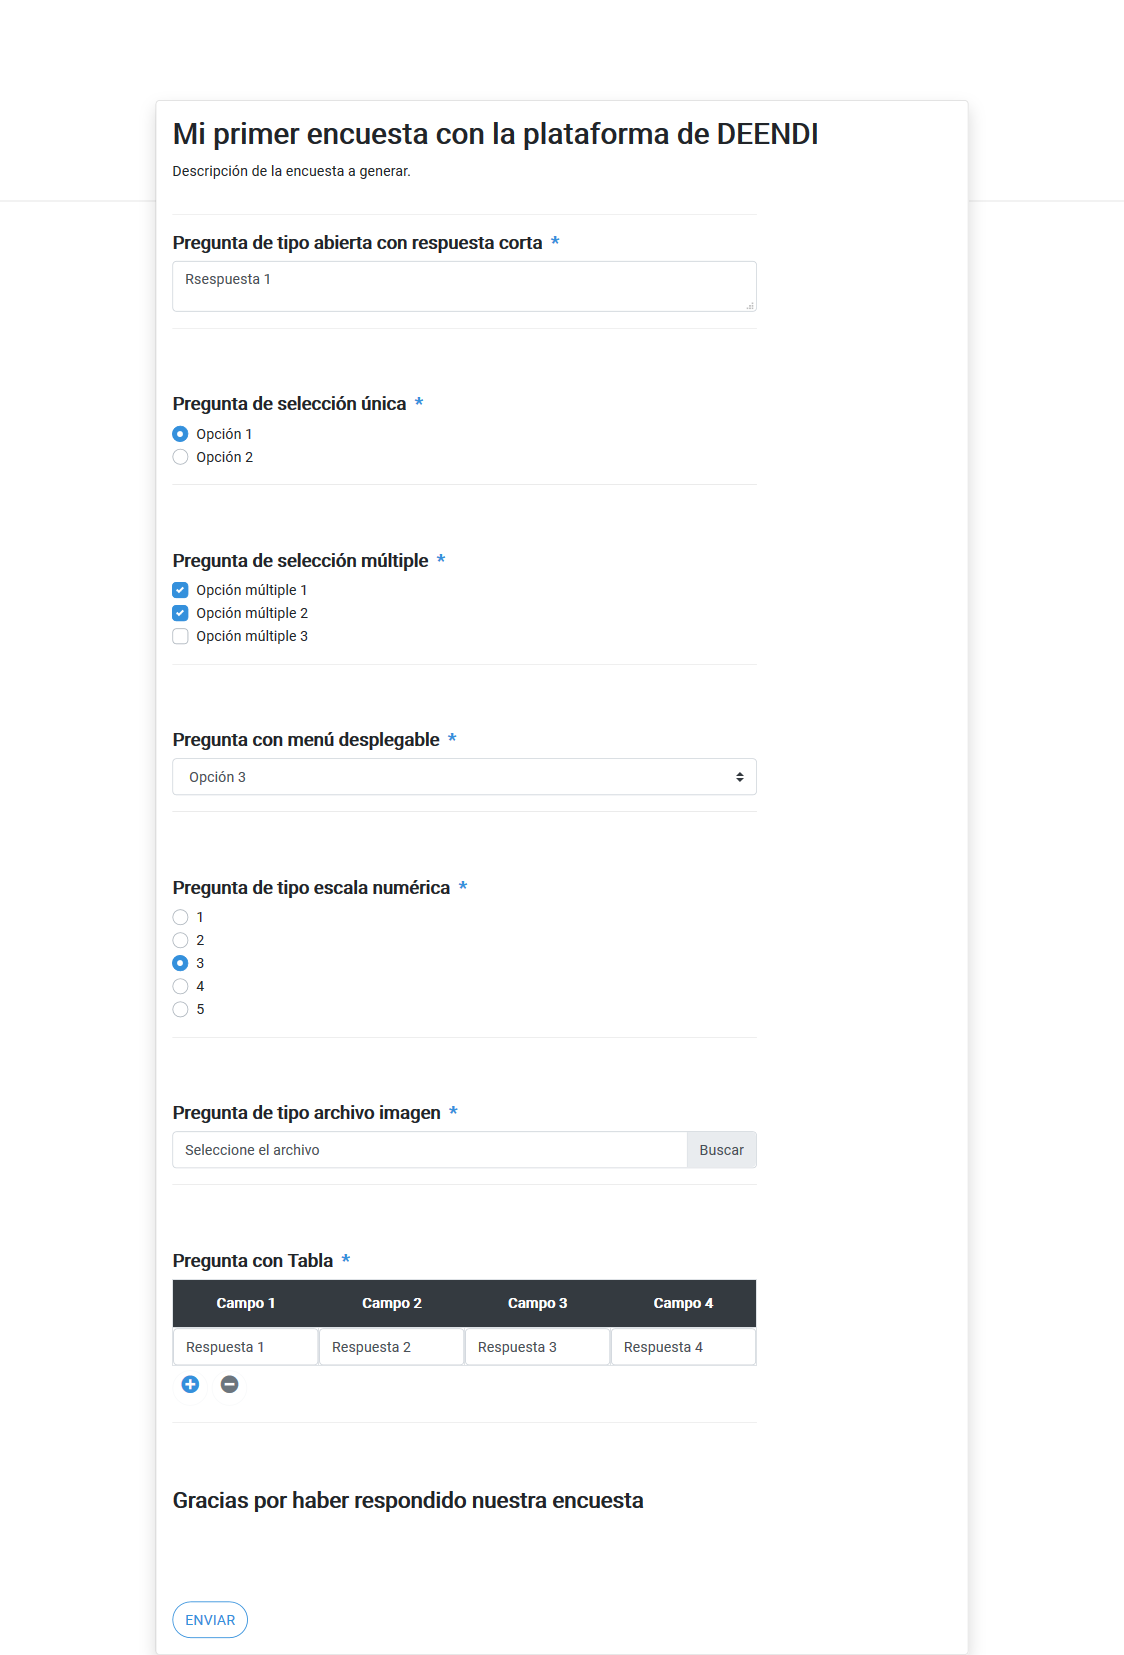 Mi primer encuesta con la plataforma de DEENDI
Descripción de la encuesta a generar.
Pregunta de tipo abierta con respuesta corta *
Rsespuesta 1
Pregunta de selección única *
Opción 1
Opción 2
Pregunta de selección múltiple *
Opción múltiple 1
Opción múltiple 2
Opción múltiple 3
Pregunta con menú desplegable *
Opción 3
Pregunta de tipo escala numérica *
1
2
3
4
5
Pregunta de tipo archivo imagen *
Seleccione el archivo Buscar
Pregunta con Tabla *
Campo 1 Campo 2 Campo 3 Campo 4
Respuesta 1 Respuesta 2 Respuesta 3 Respuesta 4
Gracias por haber respondido nuestra encuesta
ENVIAR